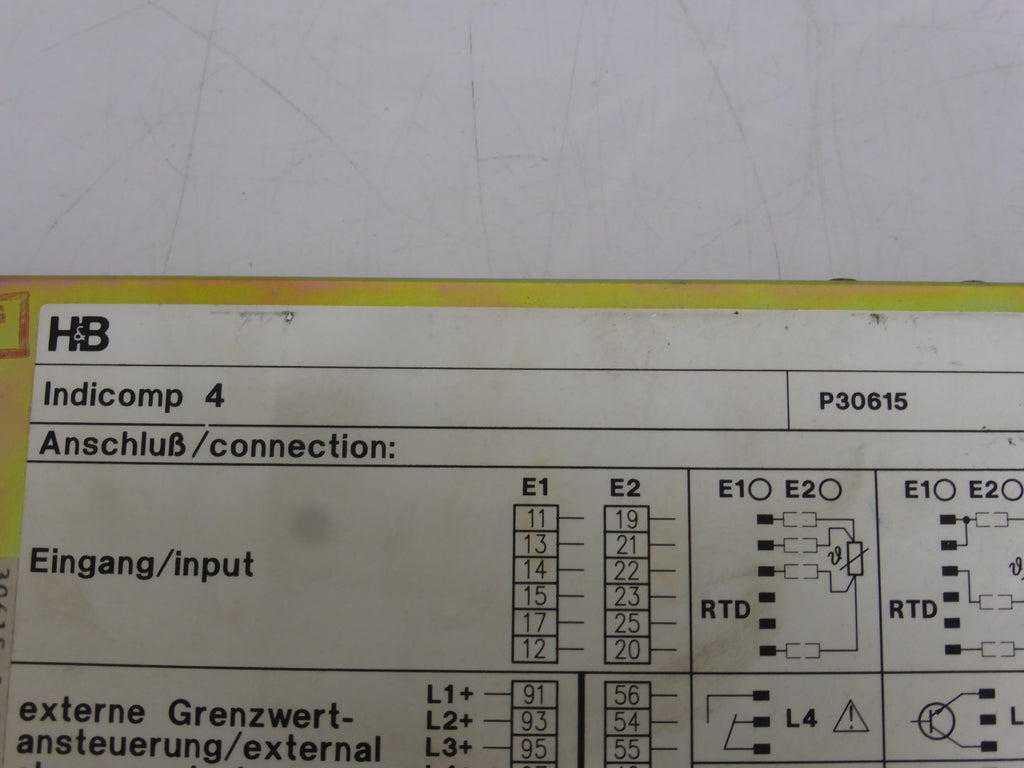 H&B
Indicomp 4
P30615
Anschluß/connection:
E1 E2 E1 E2 E1 E2
11 19
13 21
Eingang/input
14 22
15 23
RTD RTD
17 25
12 20
ϑ
L1+ 91 56
externe Grenzwert-
L2+ 93 54
L4
ansteuerung/external
L3+ 95 55